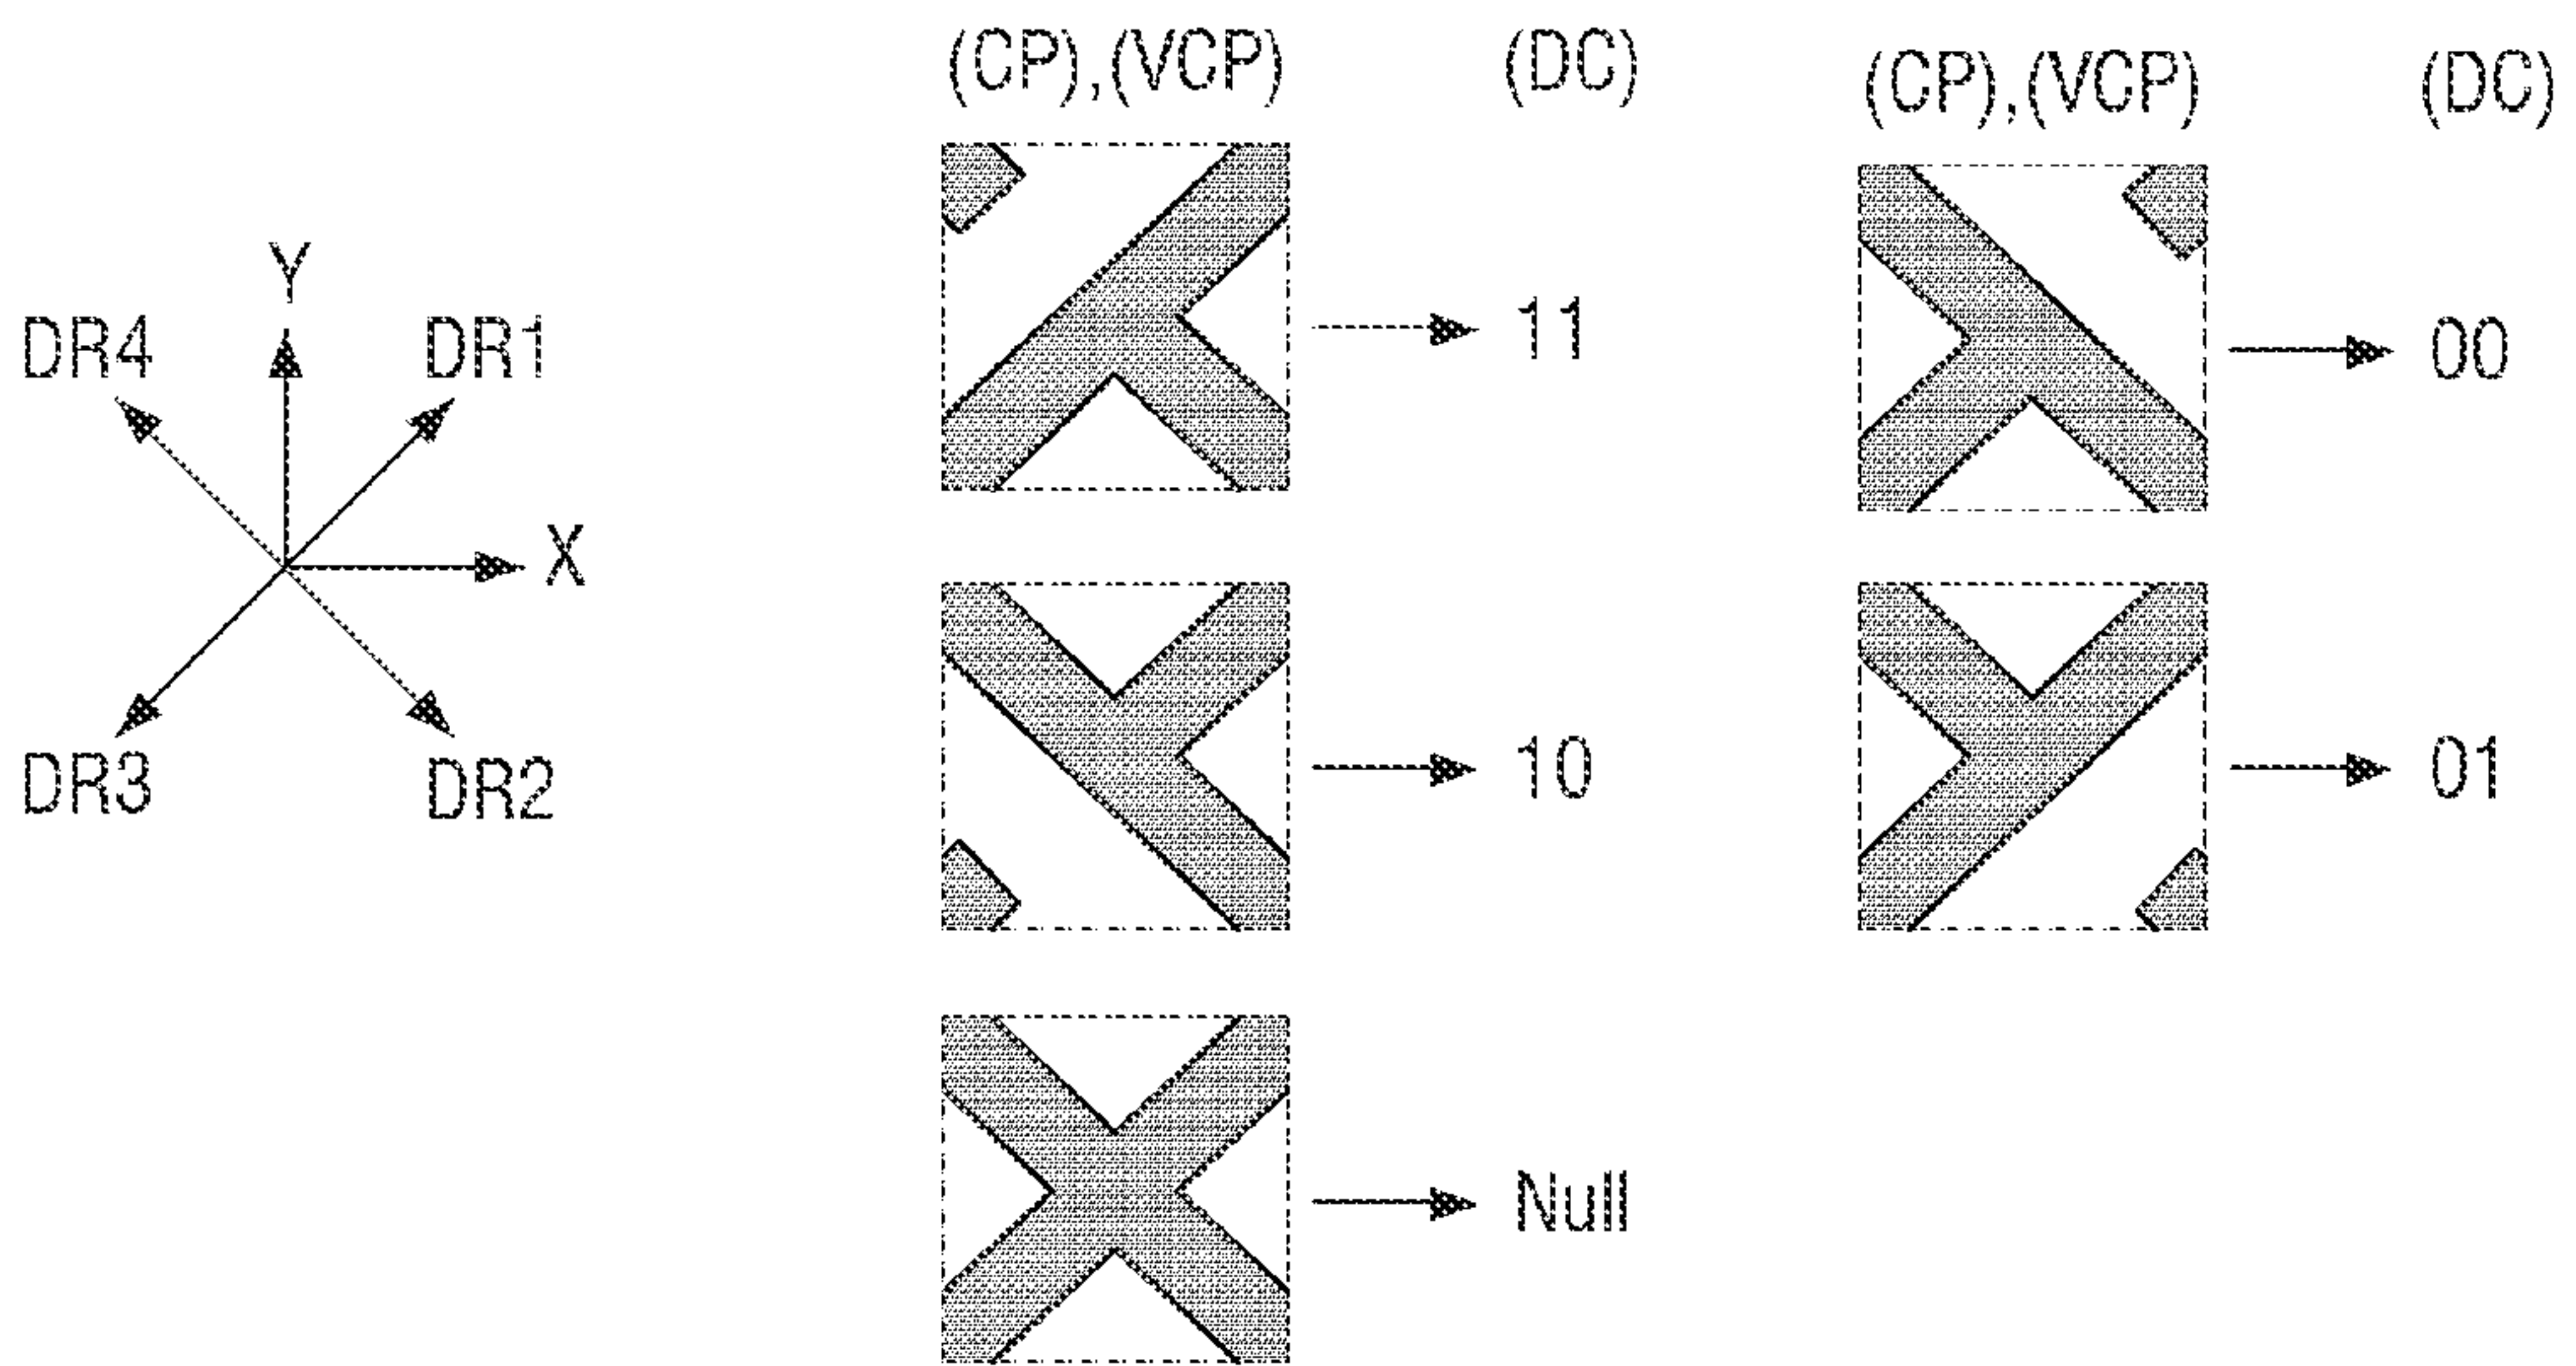 (CP),(VCP) (DC)
(CP),(VCP) (DC)
Y
DR4 DR1
X
DR3 DR2
11
00
10
01
Null